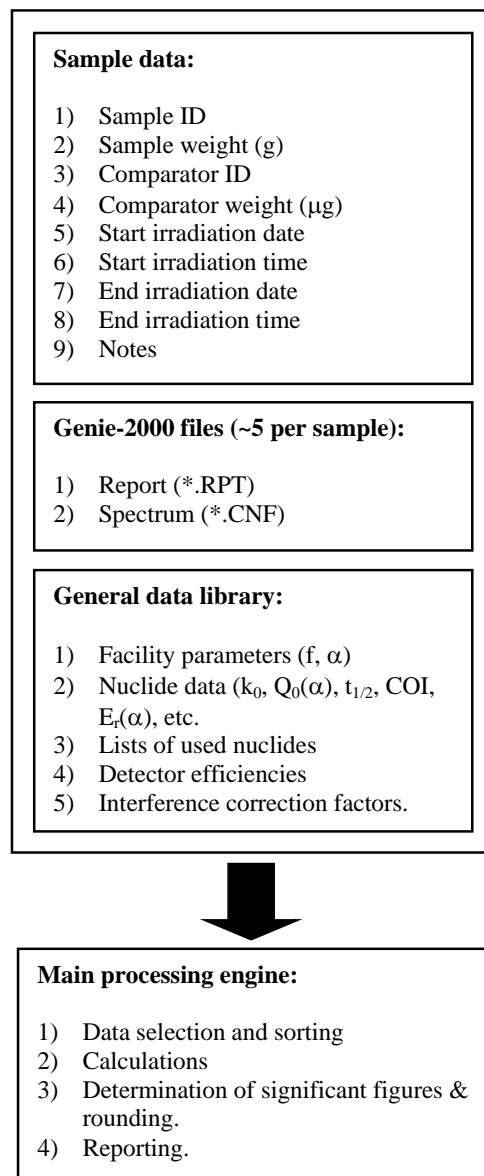 Sample data:
1) Sample ID
2) Sample weight (g)
3) Comparator ID
4) Comparator weight (μg)
5) Start irradiation date
6) Start irradiation time
7) End irradiation date
8) End irradiation time
9) Notes
Genie-2000 files (~5 per sample):
1) Report (*.RPT)
2) Spectrum (*.CNF)
General data library:
1) Facility parameters (f, α)
2) Nuclide data (k₀, Q₀(α), t₁/₂, COI,
Eᵣ(α), etc.
3) Lists of used nuclides
4) Detector efficiencies
5) Interference correction factors.
Main processing engine:
1) Data selection and sorting
2) Calculations
3) Determination of significant figures &
rounding.
4) Reporting.